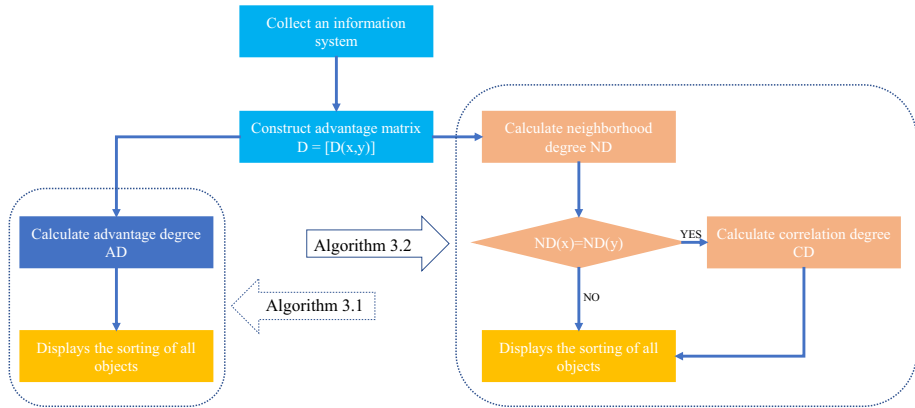 Collect an information
system
Construct advantage matrix
D = [D(x,y)]
Calculate neighborhood
degree ND
Calculate advantage degree
AD
Algorithm 3.2
ND(x)=ND(y)
YES
Calculate correlation degree
CD
NO
Algorithm 3.1
Displays the sorting of all
objects
Displays the sorting of all
objects